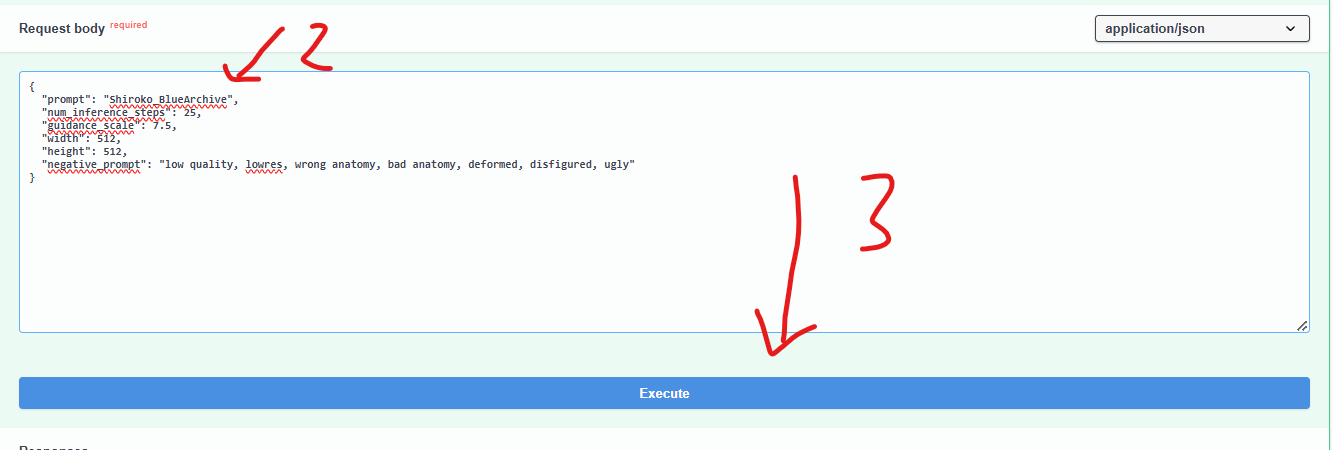 Request body required
application/json
2
{
"prompt": "Shiroko_BlueArchive",
"num_inference_steps": 25,
"guidance_scale": 7.5,
"width": 512,
"height": 512,
"negative_prompt": "low quality, lowres, wrong anatomy, bad anatomy, deformed, disfigured, ugly"
}
3
Execute
Responses